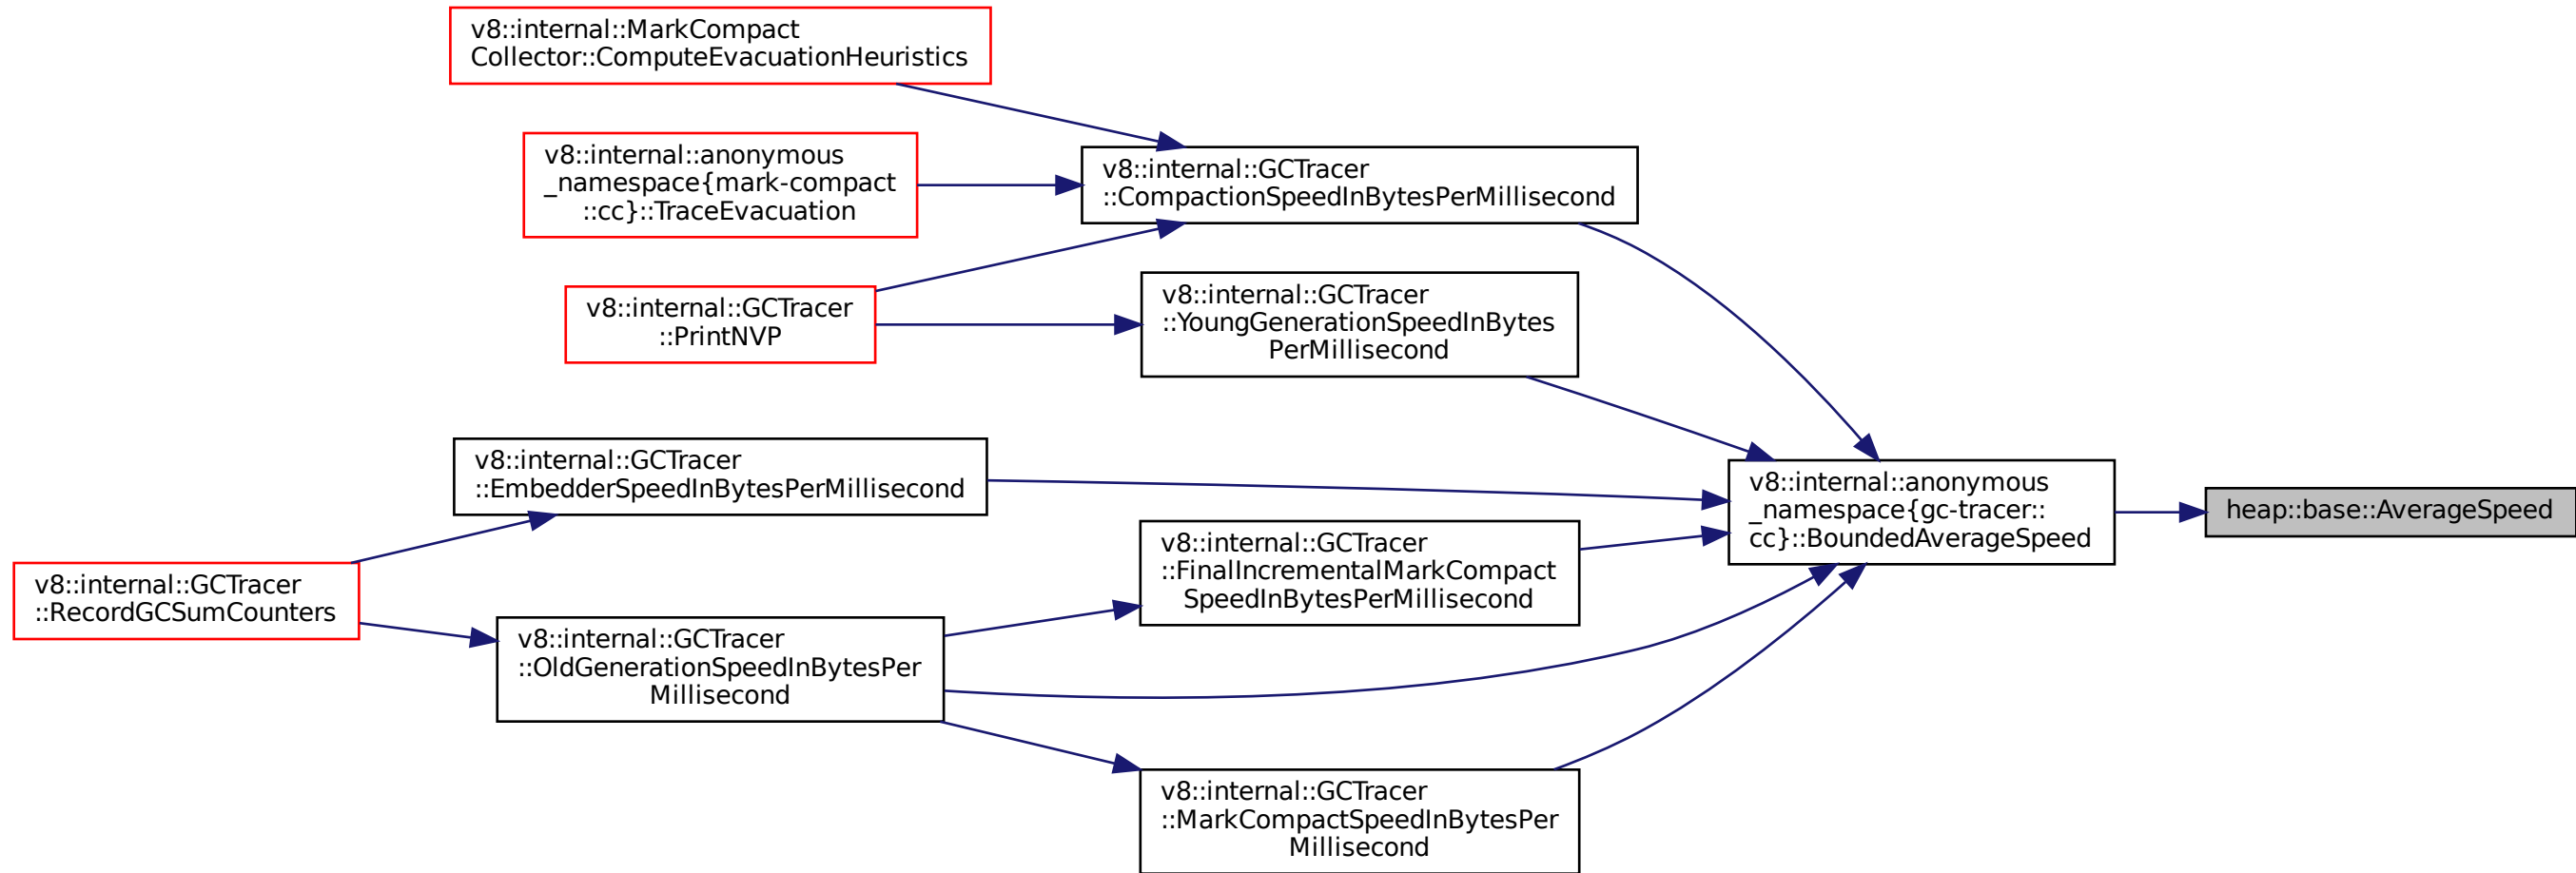 v8::internal::MarkCompact
Collector::ComputeEvacuationHeuristics
v8::internal::anonymous
_namespace{mark-compact
::cc}::TraceEvacuation
v8::internal::GCTracer
::CompactionSpeedInBytesPerMillisecond
v8::internal::GCTracer
::PrintNVP
v8::internal::GCTracer
::YoungGenerationSpeedInBytes
PerMillisecond
v8::internal::GCTracer
::EmbedderSpeedInBytesPerMillisecond
v8::internal::anonymous
_namespace{gc-tracer::
cc}::BoundedAverageSpeed
heap::base::AverageSpeed
v8::internal::GCTracer
::FinalIncrementalMarkCompact
SpeedInBytesPerMillisecond
v8::internal::GCTracer
::RecordGCSumCounters
v8::internal::GCTracer
::OldGenerationSpeedInBytesPer
Millisecond
v8::internal::GCTracer
::MarkCompactSpeedInBytesPer
Millisecond